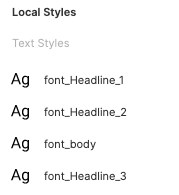 Local Styles
Text Styles
Ag font_Headline_1
Ag font_Headline_2
Ag font_body
Ag font_Headline_3